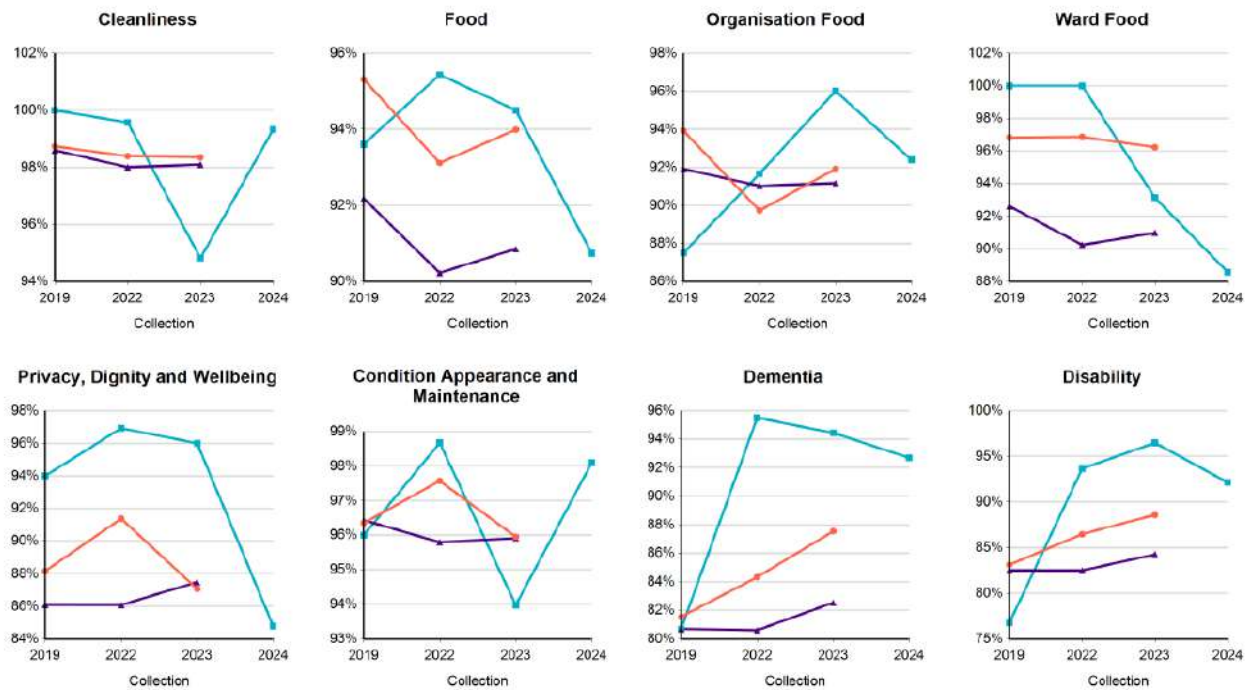 Cleanliness
102%
100%
98%
96%
94%
2019 2022 2023 2024
Collection
Food
96%
94%
92%
90%
2019 2022 2023 2024
Collection
Organisation Food
98%
96%
94%
92%
90%
88%
86%
2019 2022 2023 2024
Collection
Ward Food
102%
100%
98%
96%
94%
92%
90%
88%
2019 2022 2023 2024
Collection
Privacy, Dignity and Wellbeing
98%
96%
94%
92%
90%
88%
86%
84%
2019 2022 2023 2024
Collection
Condition Appearance and
Maintenance
99%
98%
97%
96%
95%
94%
93%
2019 2022 2023 2024
Collection
Dementia
96%
94%
92%
90%
88%
86%
84%
82%
80%
2019 2022 2023 2024
Collection
Disability
100%
95%
90%
85%
80%
75%
2019 2022 2023 2024
Collection